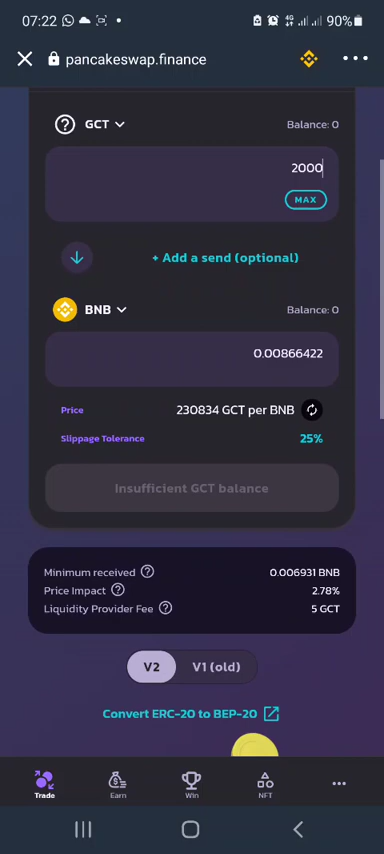 07:22 4G 90%
pancakeswap.finance
GCT Balance: 0
2000
MAX
+ Add a send (optional)
BNB Balance: 0
0.00866422
Price 230834 GCT per BNB
Slippage Tolerance 25%
Insufficient GCT balance
Minimum received ? 0.006931 BNB
Price Impact ? 2.78%
Liquidity Provider Fee ? 5 GCT
V2 V1 (old)
Convert ERC-20 to BEP-20
Trade Earn Win NFT